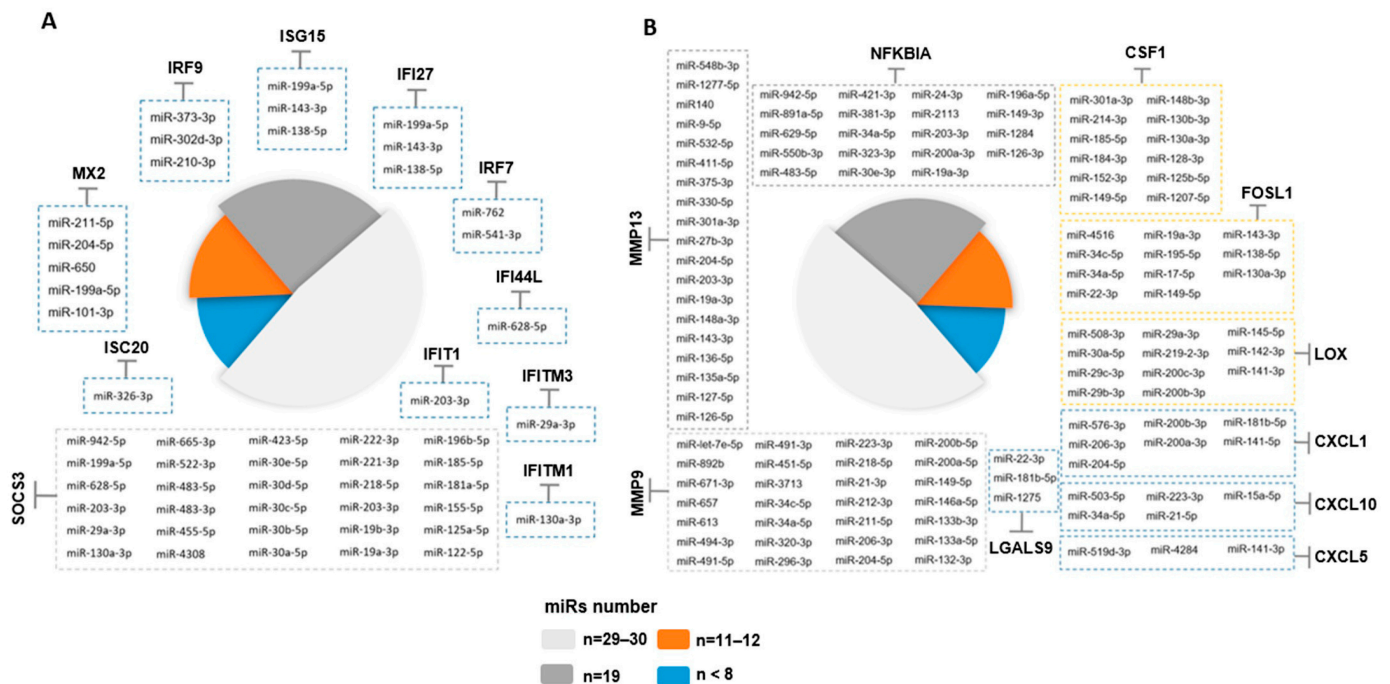 A
ISG15
miR-199a-5p
miR-143-3p
miR-138-5p
IRF9
miR-373-3p
miR-302d-3p
miR-210-3p
IFI27
miR-199a-5p
miR-143-3p
miR-138-5p
MX2
miR-211-5p
miR-204-5p
miR-650
miR-199a-5p
miR-101-3p
IRF7
miR-762
miR-541-3p
IFI44L
miR-628-5p
ISC20
miR-326-3p
IFIT1
miR-203-3p
IFITM3
miR-29a-3p
IFITM1
miR-130a-3p
SOCS3
miR-942-5p miR-665-3p miR-423-5p miR-222-3p miR-196b-5p
miR-199a-5p miR-522-3p miR-30e-5p miR-221-3p miR-185-5p
miR-628-5p miR-483-5p miR-30d-5p miR-218-5p miR-181a-5p
miR-203-3p miR-483-3p miR-30c-5p miR-203-3p miR-155-5p
miR-29a-3p miR-455-5p miR-30b-5p miR-19b-3p miR-125a-5p
miR-130a-3p miR-4308 miR-30a-5p miR-19a-3p miR-122-5p
B
MMP13
miR-548b-3p
miR-1277-5p
miR140
miR-9-5p
miR-532-5p
miR-411-5p
miR-375-3p
miR-330-5p
miR-301a-3p
miR-27b-3p
miR-204-5p
miR-203-3p
miR-19a-3p
miR-148a-3p
miR-143-3p
miR-136-5p
miR-135a-5p
miR-127-5p
miR-126-5p
NFKBIA
miR-942-5p miR-421-3p miR-24-3p miR-196a-5p
miR-891a-5p miR-381-3p miR-2113 miR-149-3p
miR-629-5p miR-34a-5p miR-203-3p miR-1284
miR-550b-3p miR-323-3p miR-200a-3p miR-126-3p
miR-483-5p miR-30e-3p miR-19a-3p
CSF1
miR-301a-3p miR-148b-3p
miR-214-3p miR-130b-3p
miR-185-5p miR-130a-3p
miR-184-3p miR-128-3p
miR-152-3p miR-125b-5p
miR-149-5p miR-1207-5p
FOSL1
miR-4516 miR-19a-3p miR-143-3p
miR-34c-5p miR-195-5p miR-138-5p
miR-34a-5p miR-17-5p miR-130a-3p
miR-22-3p miR-149-5p
LOX
miR-508-3p miR-29a-3p miR-145-5p
miR-30a-5p miR-219-2-3p miR-142-3p
miR-29c-3p miR-200c-3p miR-141-3p
miR-29b-3p miR-200b-3p
CXCL1
miR-576-3p miR-200b-3p miR-181b-5p
miR-206-3p miR-200a-3p miR-141-5p
miR-204-5p
CXCL10
miR-503-5p miR-223-3p miR-15a-5p
miR-34a-5p miR-21-5p
CXCL5
miR-519d-3p miR-4284 miR-141-3p
MMP9
miR-let-7e-5p miR-491-3p miR-223-3p miR-200b-5p
miR-892b miR-451-5p miR-218-5p miR-200a-5p
miR-671-3p miR-3713 miR-21-3p miR-149-5p
miR-657 miR-34c-5p miR-212-3p miR-146a-5p
miR-613 miR-34a-5p miR-211-5p miR-133b-3p
miR-494-3p miR-320-3p miR-206-3p miR-133a-5p
miR-491-5p miR-296-3p miR-204-5p miR-132-3p
miR-22-3p
miR-181b-5p
miR-1275
LGALS9
miRs number
n=29–30 n=11–12
n=19 n < 8